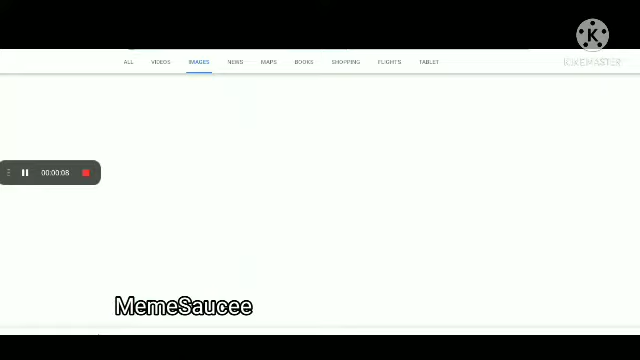 K
KINEMASTER
ALL VIDEOS IMAGES NEWS MAPS BOOKS SHOPPING FLIGHTS TABLET
00:00:08
MemeSaucee